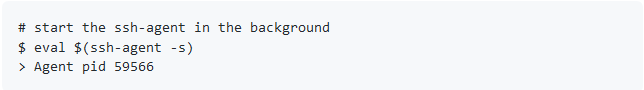 # start the ssh-agent in the background
$ eval $(ssh-agent -s)
> Agent pid 59566